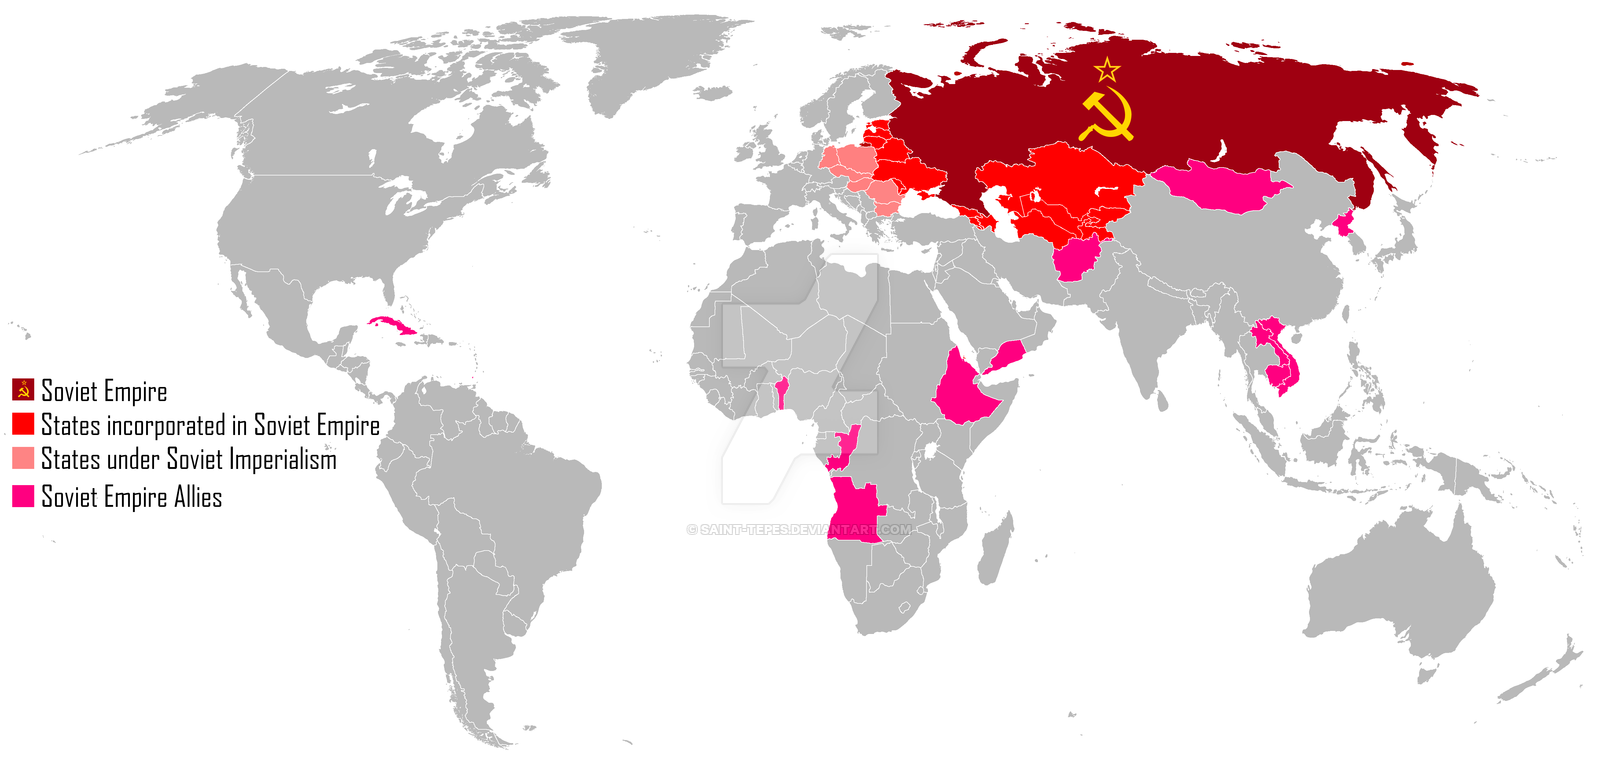 Soviet Empire
States incorporated in Soviet Empire
States under Soviet Imperialism
Soviet Empire Allies
© SAINT-TEPES.DEVIANTART.COM